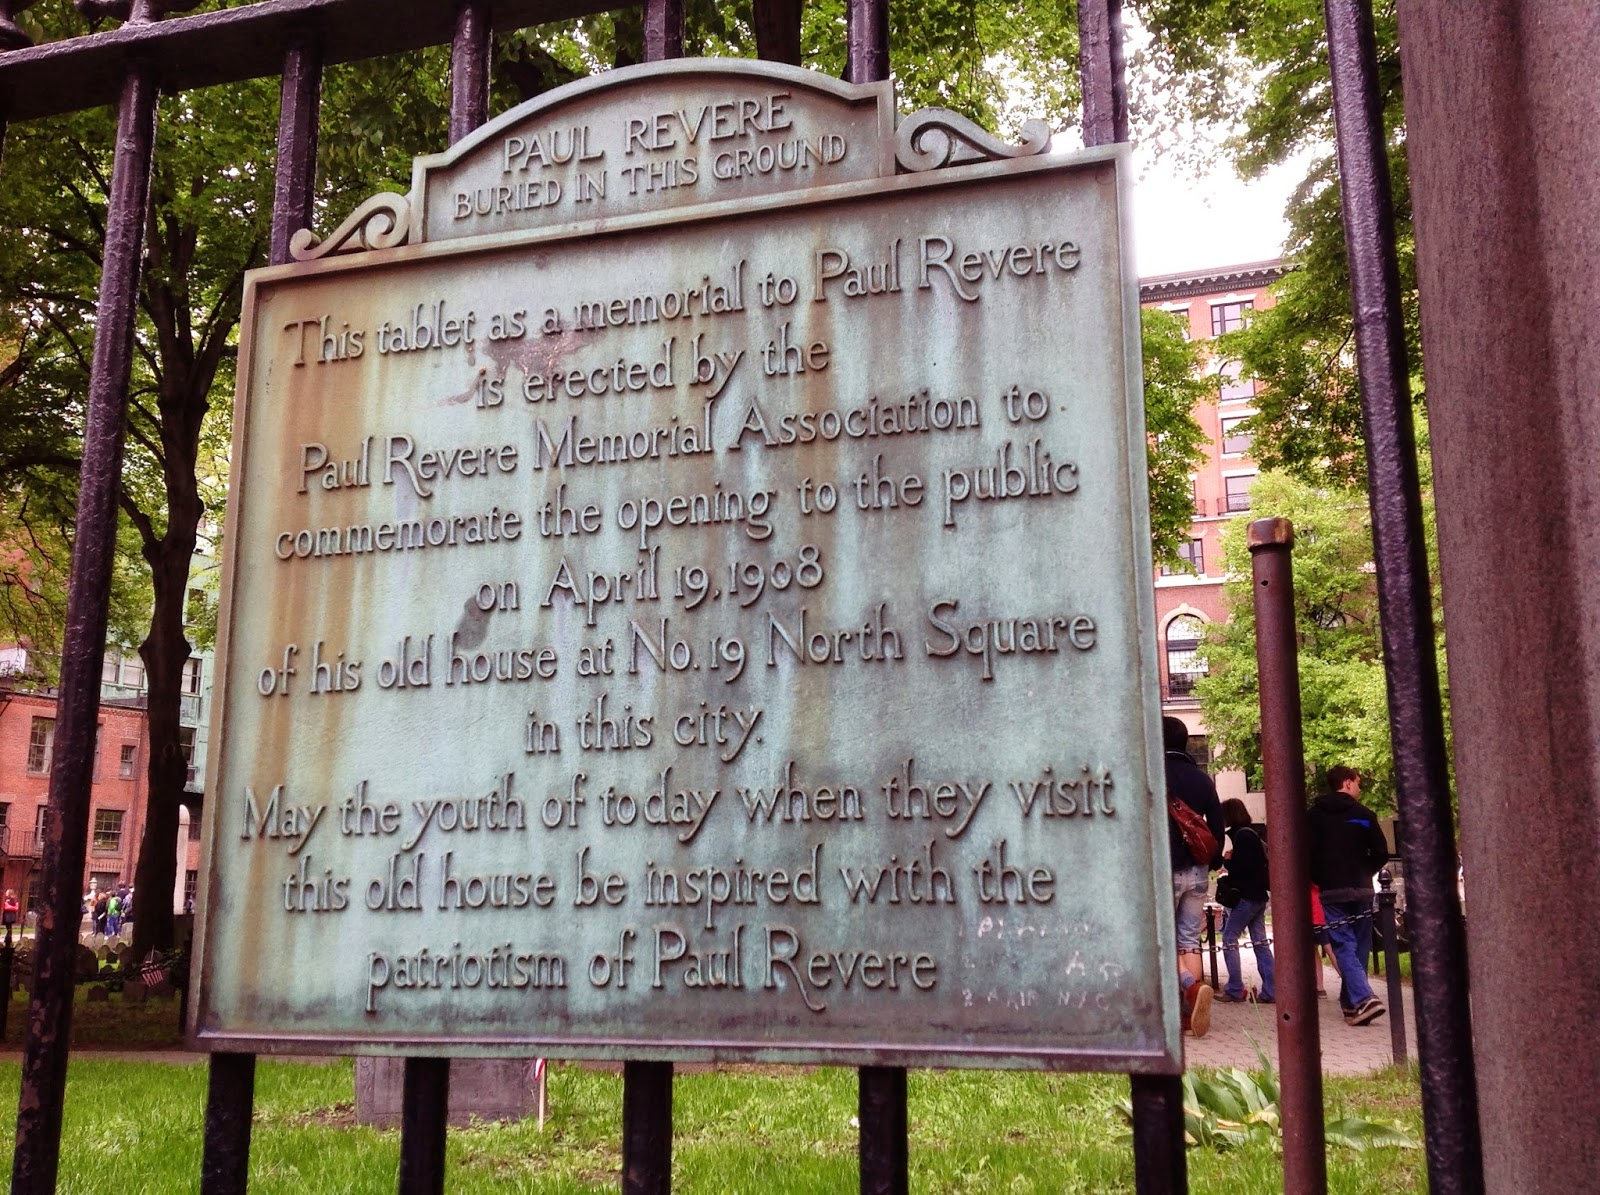 PAUL REVERE
BURIED IN THIS GROUND
This tablet as a memorial to Paul Revere
is erected by the
Paul Revere Memorial Association to
commemorate the opening to the public
on April 19, 1908
of his old house at No. 19 North Square
in this city.
May the youth of today when they visit
this old house be inspired with the
patriotism of Paul Revere